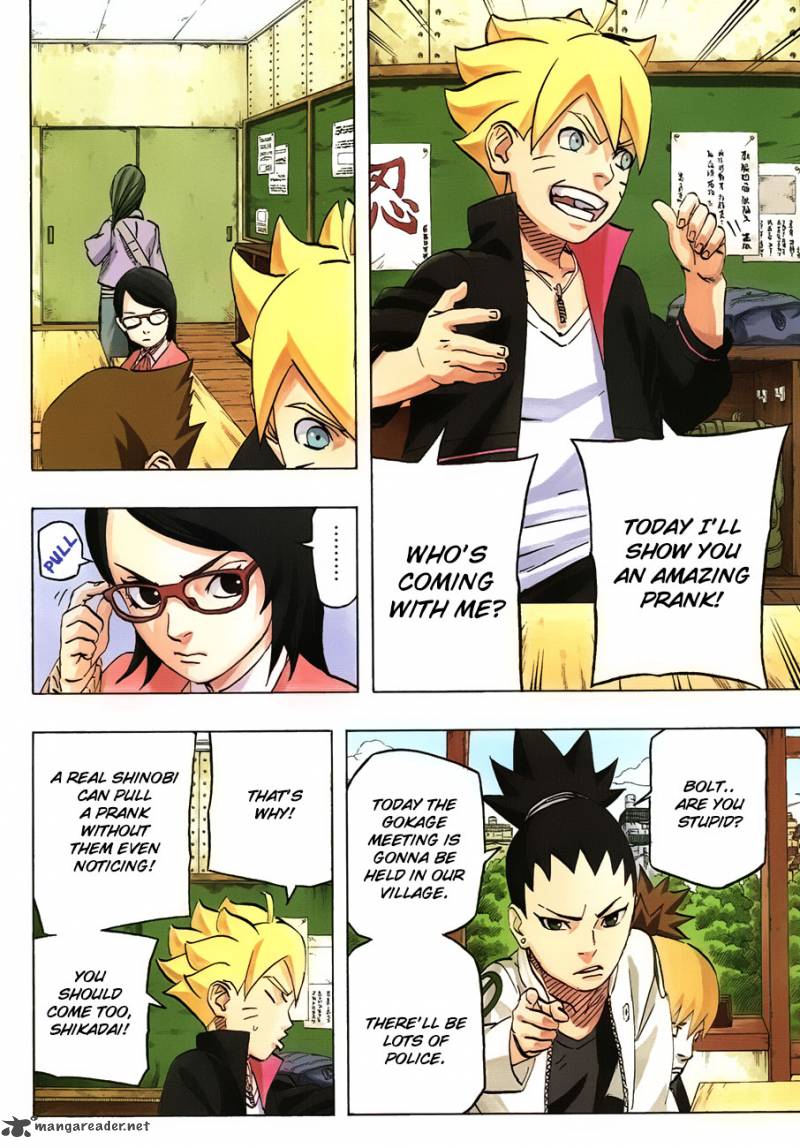 TODAY I'LL
SHOW YOU
AN AMAZING
PRANK!
WHO'S
COMING
WITH ME?
忍
.........
PULL
BOLT..
ARE YOU
STUPID?
TODAY THE
GOKAGE
MEETING IS
GONNA BE
HELD IN OUR
VILLAGE.
THERE'LL BE
LOTS OF
POLICE.
THAT'S
WHY!
A REAL SHINOBI
CAN PULL
A PRANK
WITHOUT
THEM EVEN
NOTICING!
YOU
SHOULD
COME TOO,
SHIKADAI!
mangareader.net